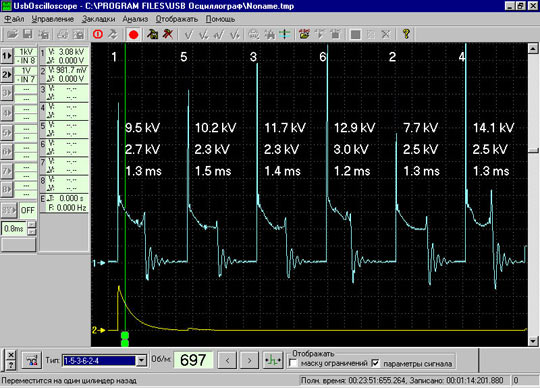 UsbOscilloscope - C:\PROGRAM FILES\USB Осциллограф\Noname.tmp
Файл Управление Закладки Анализ Отображать Помощь
1kV
- IN 8
1 V: 3.08 kV
⊿: 0.000 V
1V
- IN 7
2 V: 981.7 mV
⊿: 0.000 V
E ⊿T: 0.000 s
F: 0.000 Hz
OFF
0.8ms
1 5 3 6 2 4
9.5 kV 10.2 kV 11.7 kV 12.9 kV 7.7 kV 14.1 kV
2.7 kV 2.3 kV 2.3 kV 3.0 kV 2.5 kV 2.5 kV
1.3 ms 1.5 ms 1.4 ms 1.2 ms 1.3 ms 1.3 ms
1
2
Тип: 1-5-3-6-2-4 Об/м: 697 < >
Отображать
маску ограничений параметры сигнала
Переместится на один цилиндер назад Полн. время: 00:23:51:655.264 Записано: 00:01:14:201.880 0